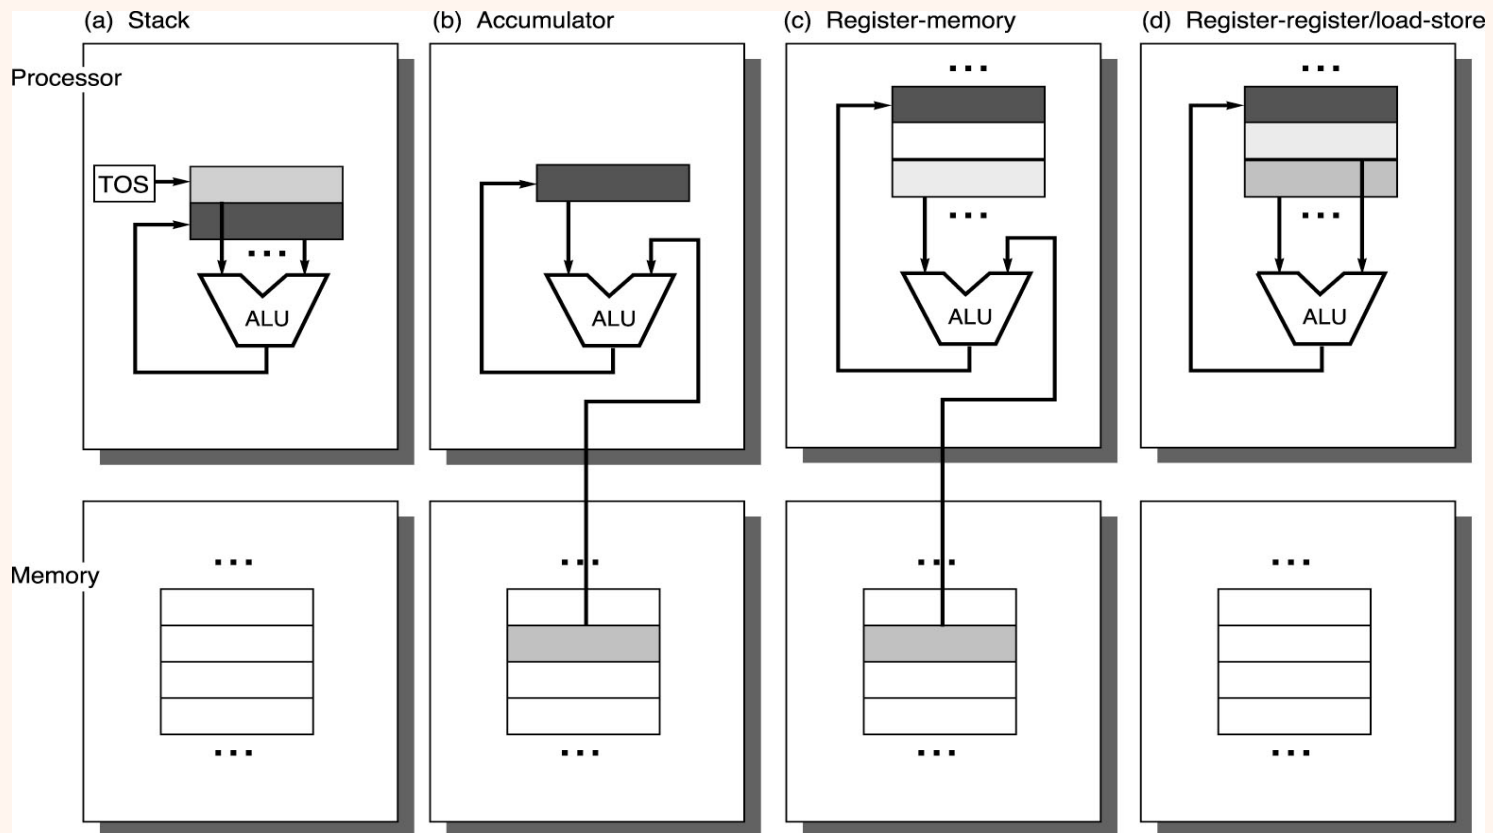 (a) Stack
(b) Accumulator
(c) Register-memory
(d) Register-register/load-store
Processor
...
...
TOS
...
...
...
ALU
ALU
ALU
ALU
Memory
...
...
...
...
...
...
...
...